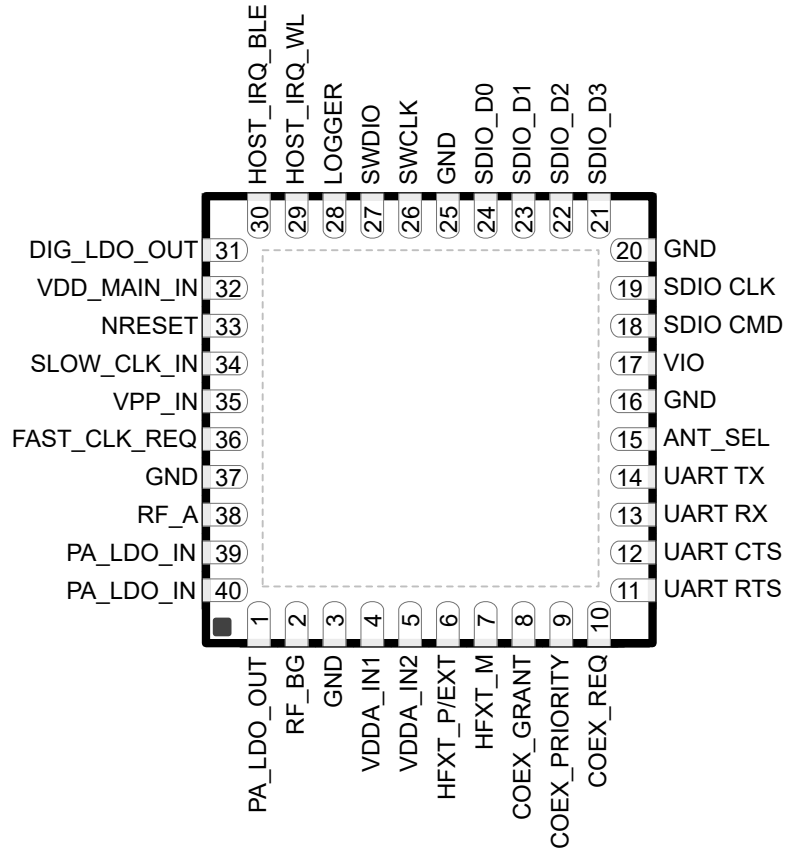 HOST_IRQ_BLE
HOST_IRQ_WL
LOGGER
SWDIO
SWCLK
GND
SDIO_D0
SDIO_D1
SDIO_D2
SDIO_D3
30
29
28
27
26
25
24
23
22
21
DIG_LDO_OUT 31
VDD_MAIN_IN 32
NRESET 33
SLOW_CLK_IN 34
VPP_IN 35
FAST_CLK_REQ 36
GND 37
RF_A 38
PA_LDO_IN 39
PA_LDO_IN 40
20 GND
19 SDIO CLK
18 SDIO CMD
17 VIO
16 GND
15 ANT_SEL
14 UART TX
13 UART RX
12 UART CTS
11 UART RTS
1
2
3
4
5
6
7
8
9
10
PA_LDO_OUT
RF_BG
GND
VDDA_IN1
VDDA_IN2
HFXT_P/EXT
HFXT_M
COEX_GRANT
COEX_PRIORITY
COEX_REQ